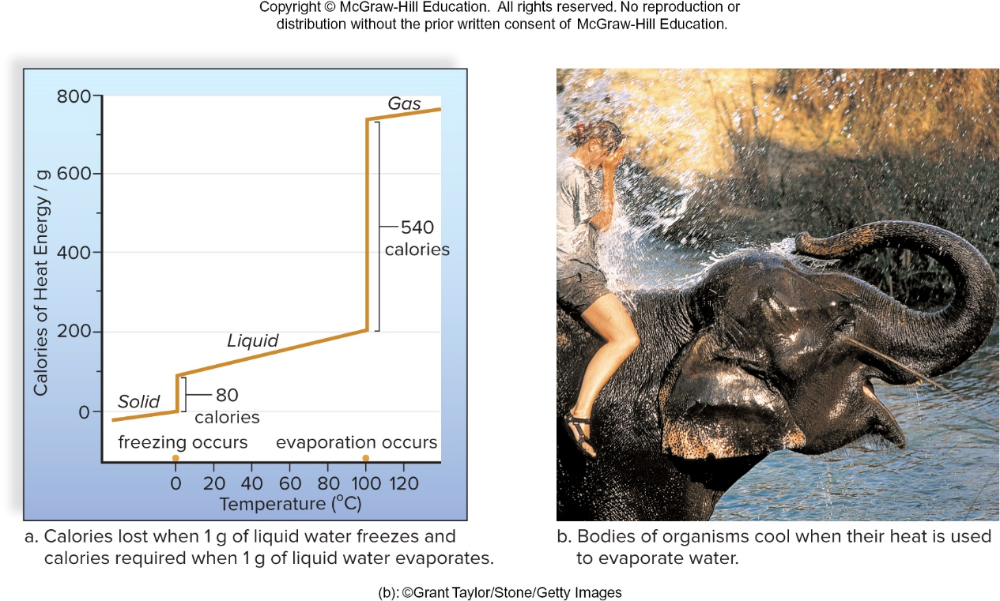 Copyright © McGraw-Hill Education. All rights reserved. No reproduction or
distribution without the prior written consent of McGraw-Hill Education.
800
600
400
200
0
Calories of Heat Energy / g
Gas
540
calories
Liquid
Solid
80
calories
freezing occurs
evaporation occurs
0 20 40 60 80 100 120
Temperature (°C)
a. Calories lost when 1 g of liquid water freezes and
calories required when 1 g of liquid water evaporates.
b. Bodies of organisms cool when their heat is used
to evaporate water.
(b): ©Grant Taylor/Stone/Getty Images